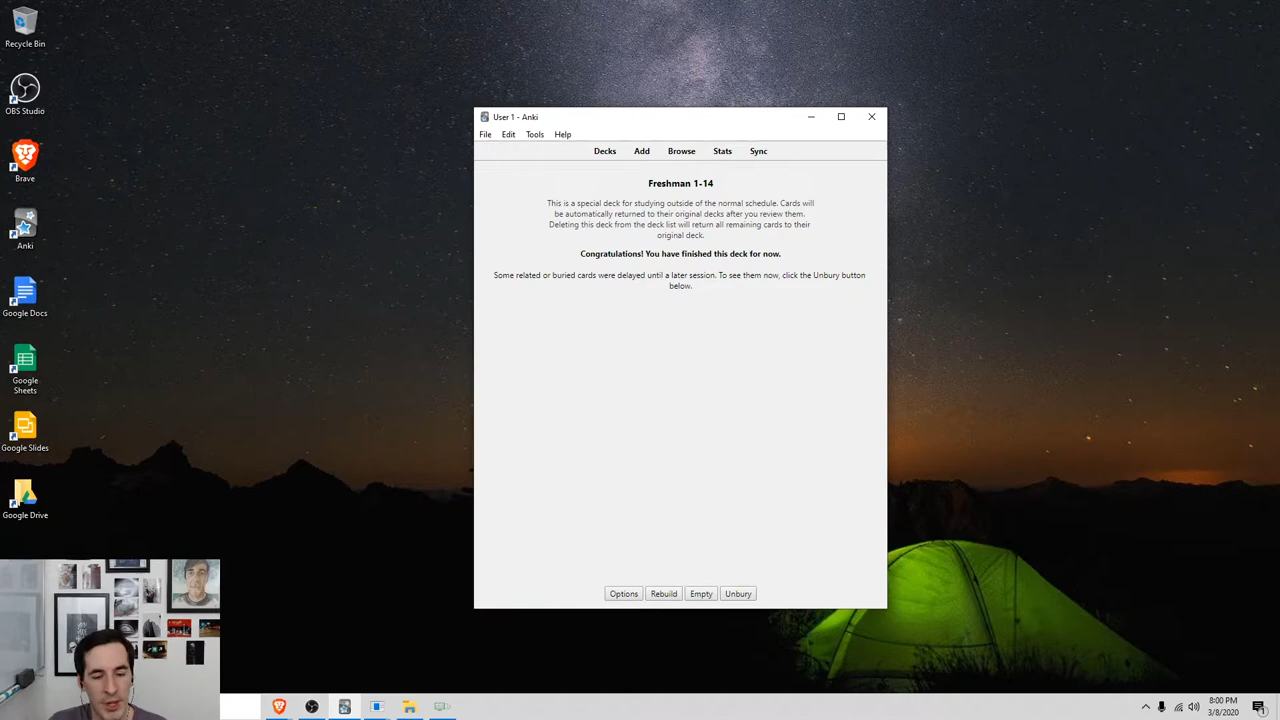 Recycle Bin
OBS Studio
Brave
Anki
Google Docs
Google
Sheets
Google Slides
Google Drive
User 1 - Anki
File Edit Tools Help
Decks Add Browse Stats Sync
Freshman 1-14
This is a special deck for studying outside of the normal schedule. Cards will
be automatically returned to their original decks after you review them.
Deleting this deck from the deck list will return all remaining cards to their
original deck.
Congratulations! You have finished this deck for now.
Some related or buried cards were delayed until a later session. To see them now, click the Unbury button
below.
Options Rebuild Empty Unbury
8:00 PM
3/8/2020
1